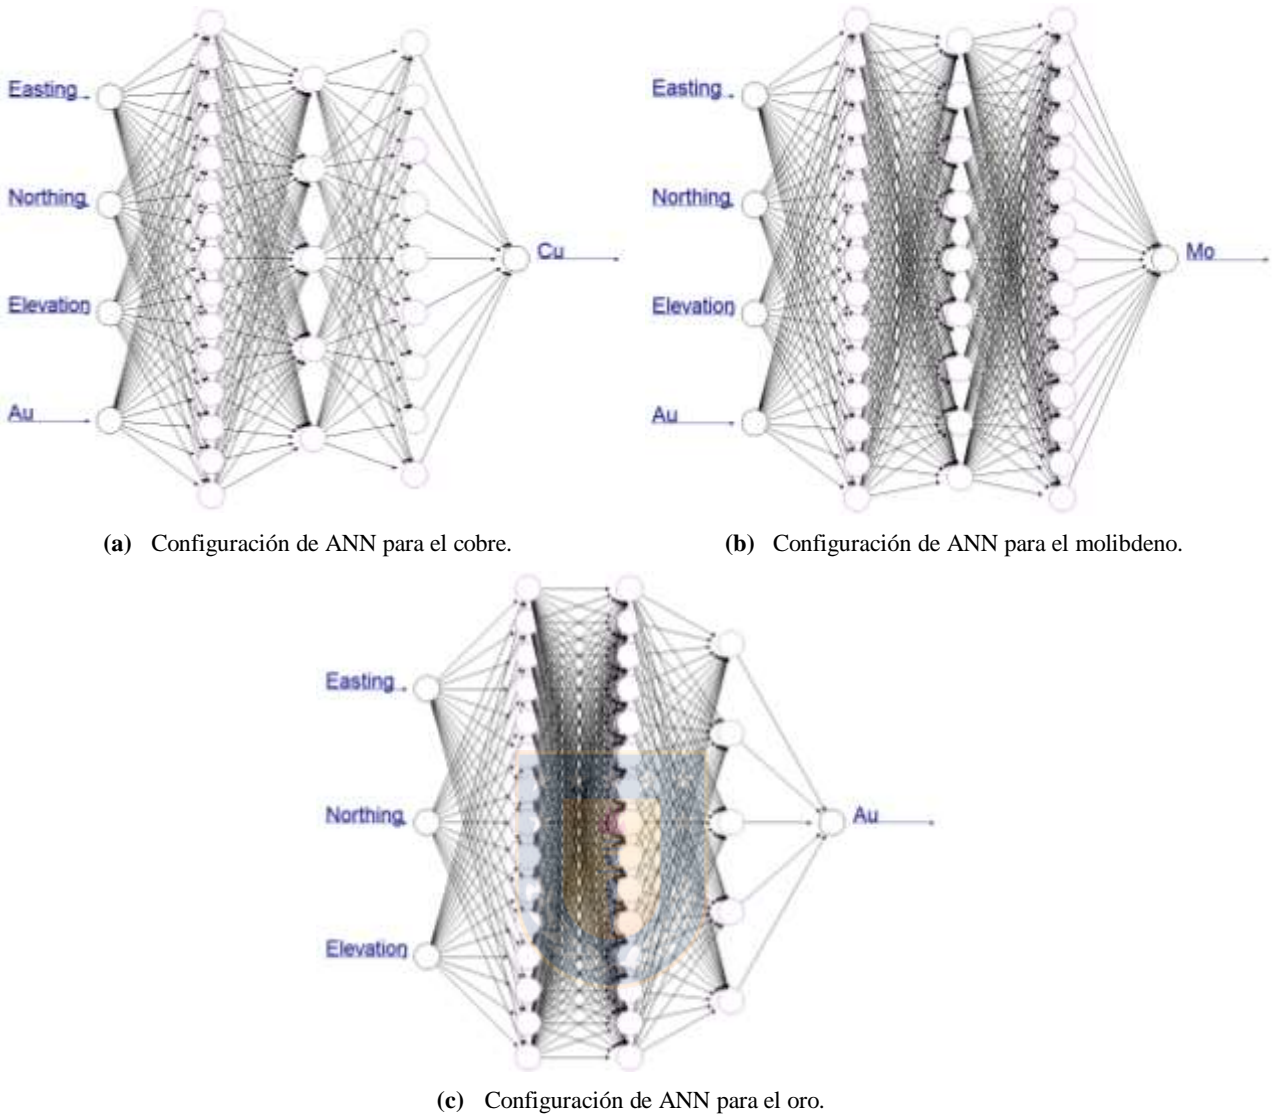 Easting
Northing
Elevation
Au
Cu
(a) Configuración de ANN para el cobre.
Easting
Northing
Elevation
Au
Mo
(b) Configuración de ANN para el molibdeno.
Easting
Northing
Elevation
Au
(c) Configuración de ANN para el oro.